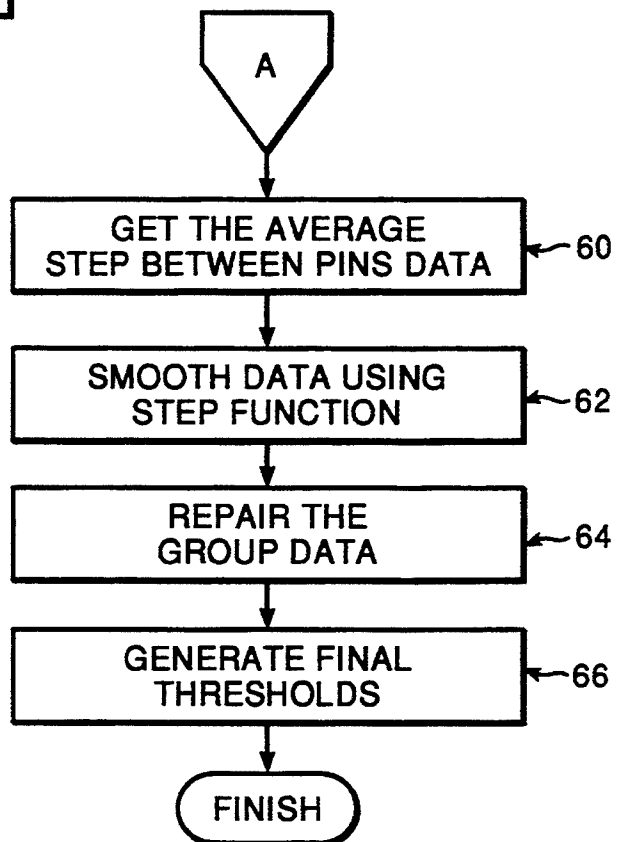 A
GET THE AVERAGE
STEP BETWEEN PINS DATA
60
SMOOTH DATA USING
STEP FUNCTION
62
REPAIR THE
GROUP DATA
64
GENERATE FINAL
THRESHOLDS
66
FINISH